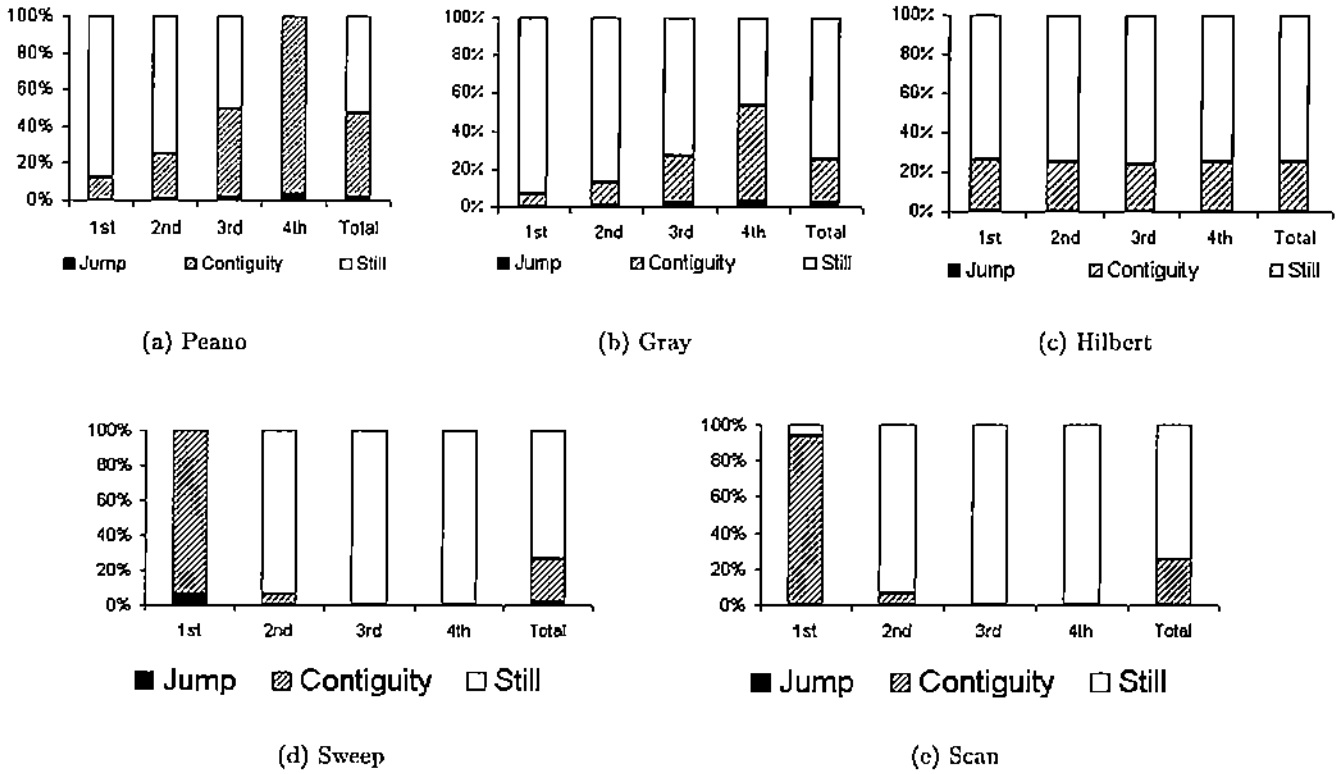 100%
80%
60%
40%
20%
0%
1st 2nd 3rd 4th Total
Jump Contiguity Still
(a) Peano
100%
80%
60%
40%
20%
0%
1st 2nd 3rd 4th Total
Jump Contiguity Still
(b) Gray
100%
80%
60%
40%
20%
0%
1st 2nd 3rd 4th Total
Jump Contiguity Still
(c) Hilbert
100%
80%
60%
40%
20%
0%
1st 2nd 3rd 4th Total
Jump Contiguity Still
(d) Sweep
100%
80%
60%
40%
20%
0%
1st 2nd 3rd 4th Total
Jump Contiguity Still
(e) Scan